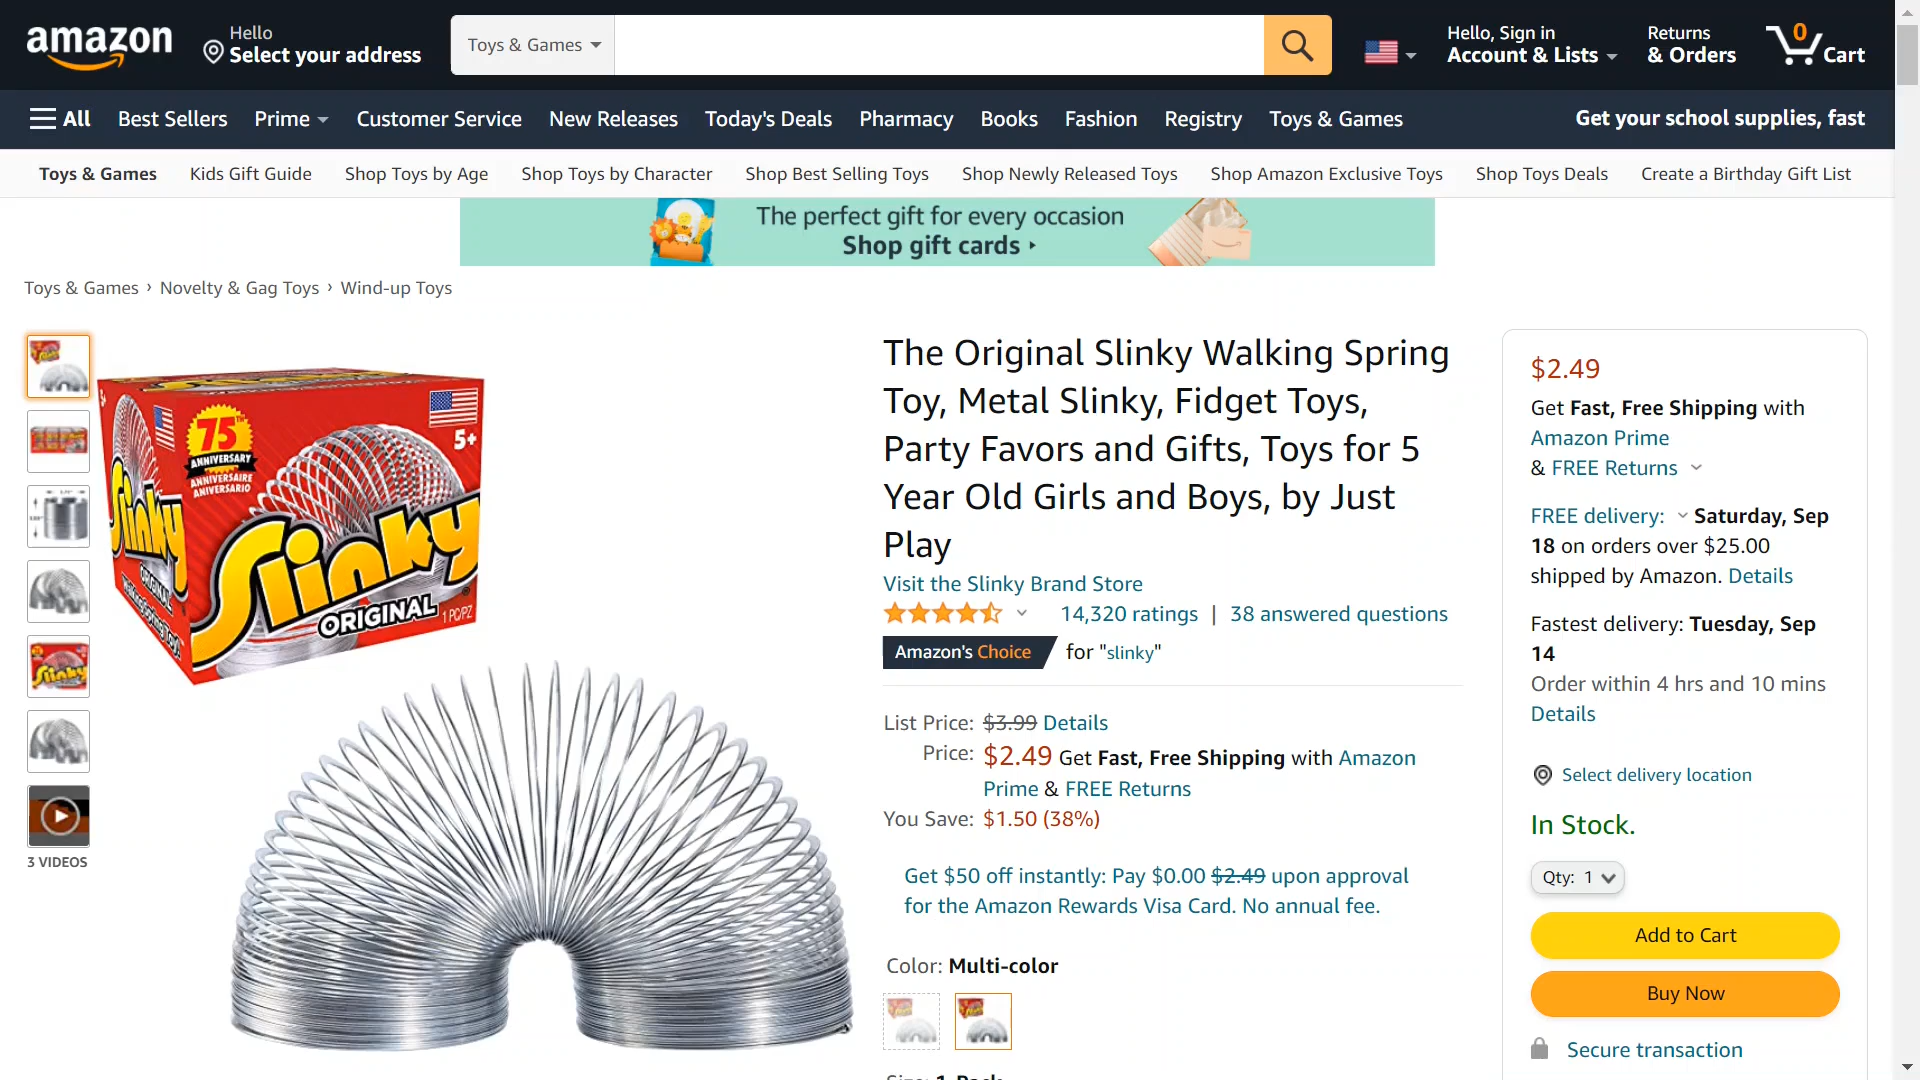 amazon
Hello
Select your address
Toys & Games
Hello, Sign in
Account & Lists
Returns
& Orders
0
Cart
All
Best Sellers
Prime
Customer Service
New Releases
Today's Deals
Pharmacy
Books
Fashion
Registry
Toys & Games
Get your school supplies, fast
Toys & Games
Kids Gift Guide
Shop Toys by Age
Shop Toys by Character
Shop Best Selling Toys
Shop Newly Released Toys
Shop Amazon Exclusive Toys
Shop Toys Deals
Create a Birthday Gift List
The perfect gift for every occasion
Shop gift cards
Toys & Games › Novelty & Gag Toys › Wind-up Toys
3 VIDEOS
75
ANNIVERSARY
ANNIVERSAIRE
ANIVERSARIO
5+
Slinky
ORIGINAL
1 PC/PZ
Slinky
ORIGINAL
The Original Slinky Walking Spring
Toy, Metal Slinky, Fidget Toys,
Party Favors and Gifts, Toys for 5
Year Old Girls and Boys, by Just
Play
Visit the Slinky Brand Store
14,320 ratings | 38 answered questions
Amazon's Choice for "slinky"
List Price: $3.99 Details
Price: $2.49 Get Fast, Free Shipping with Amazon
Prime & FREE Returns
You Save: $1.50 (38%)
Get $50 off instantly: Pay $0.00 $2.49 upon approval
for the Amazon Rewards Visa Card. No annual fee.
Color: Multi-color
$2.49
Get Fast, Free Shipping with
Amazon Prime
& FREE Returns
FREE delivery: Saturday, Sep
18 on orders over $25.00
shipped by Amazon. Details
Fastest delivery: Tuesday, Sep
14
Order within 4 hrs and 10 mins
Details
Select delivery location
In Stock.
Qty: 1
Add to Cart
Buy Now
Secure transaction